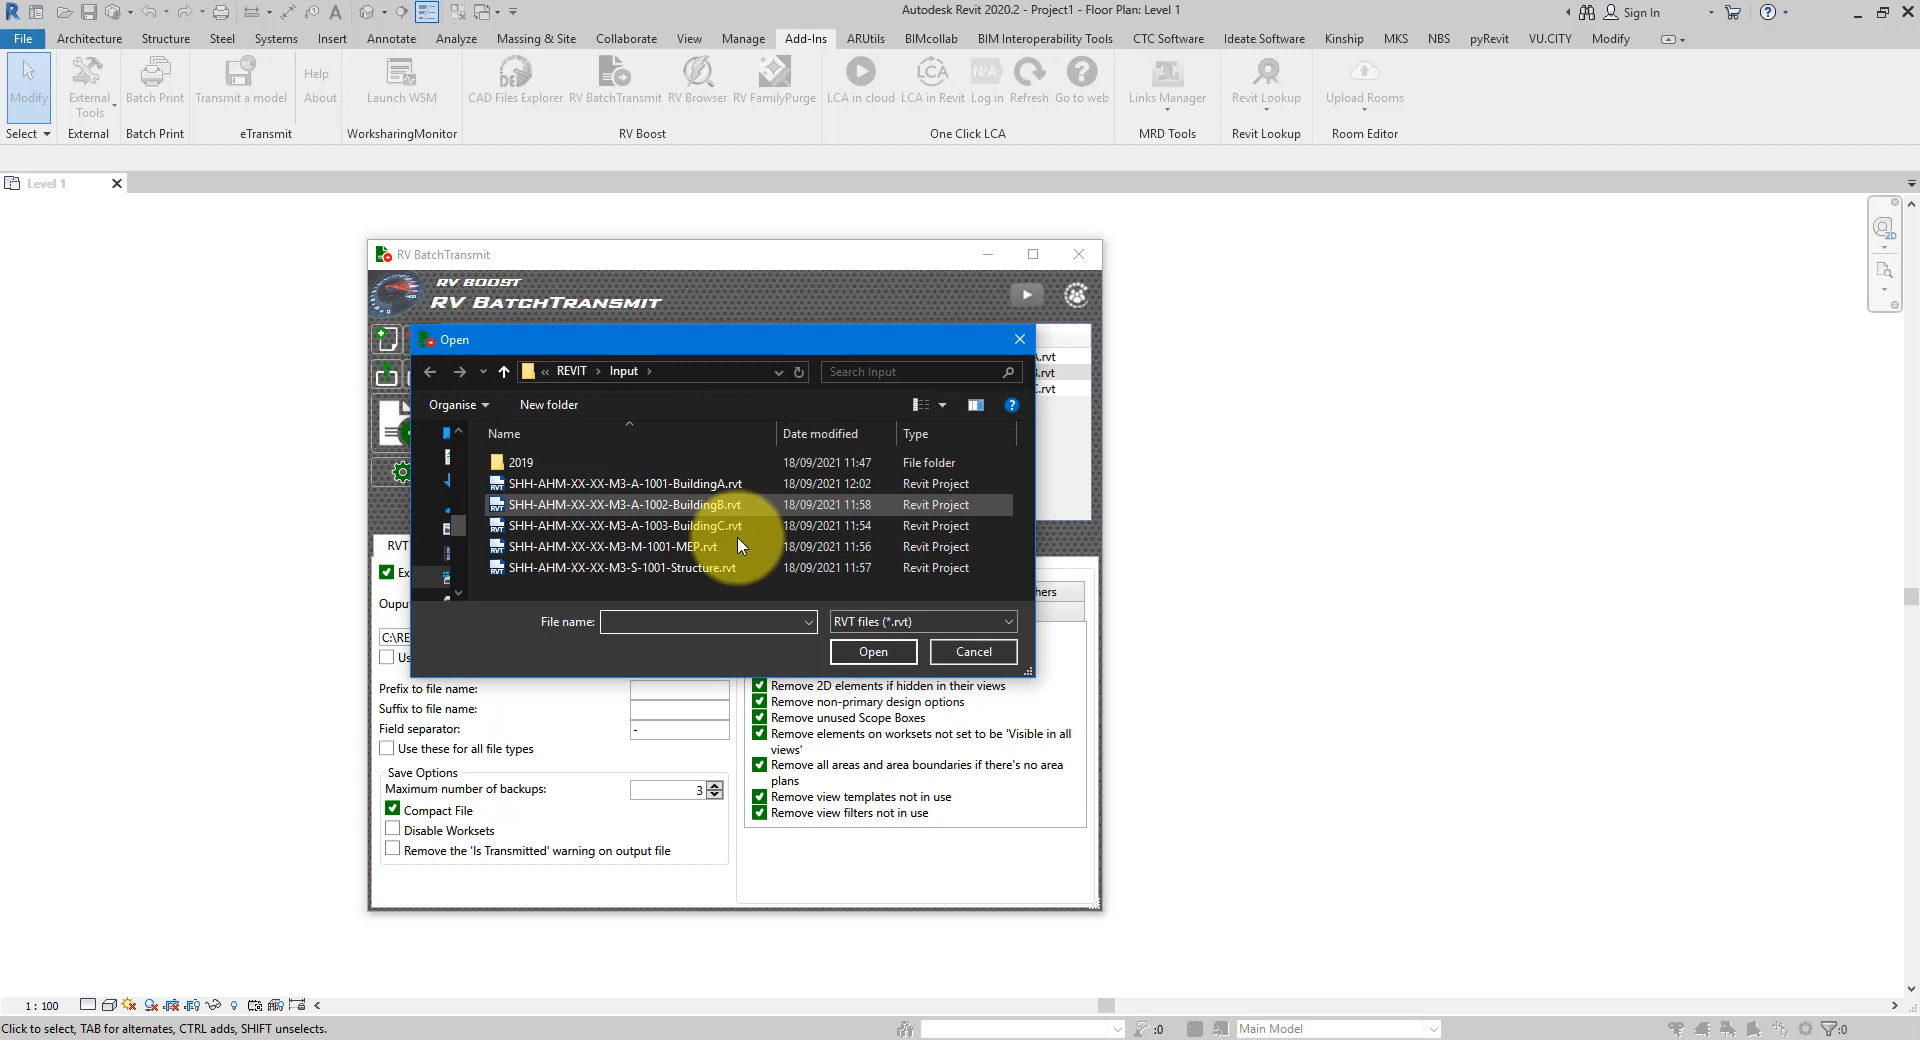 Autodesk Revit 2020.2 - Project1 - Floor Plan: Level 1
Sign In
File Architecture Structure Steel Systems Insert Annotate Analyze Massing & Site Collaborate View Manage Add-Ins ARUtils BIMcollab BIM Interoperability Tools CTC Software Ideate Software Kinship MKS NBS pyRevit VU.CITY Modify
Modify
External
Tools
Batch Print
Transmit a model
Help
About
Launch WSM
CAD Files Explorer RV BatchTransmit RV Browser RV FamilyPurge
LCA in cloud LCA in Revit Log in Refresh Go to web
Links Manager
Revit Lookup
Upload Rooms
Select External Batch Print eTransmit WorksharingMonitor RV Boost One Click LCA MRD Tools Revit Lookup Room Editor
Level 1
RV BatchTransmit
RV BOOST
RV BATCHTRANSMIT
Open
« REVIT › Input ›
Search Input
Organise
New folder
Name Date modified Type
2019 18/09/2021 11:47 File folder
SHH-AHM-XX-XX-M3-A-1001-BuildingA.rvt 18/09/2021 12:02 Revit Project
SHH-AHM-XX-XX-M3-A-1002-BuildingB.rvt 18/09/2021 11:58 Revit Project
SHH-AHM-XX-XX-M3-A-1003-BuildingC.rvt 18/09/2021 11:54 Revit Project
SHH-AHM-XX-XX-M3-M-1001-MEP.rvt 18/09/2021 11:56 Revit Project
SHH-AHM-XX-XX-M3-S-1001-Structure.rvt 18/09/2021 11:57 Revit Project
File name:
RVT files (*.rvt)
Open
Cancel
A.rvt
B.rvt
C.rvt
RVT
Ex
Oupu
C:\RE
Us
hers
Prefix to file name:
Suffix to file name:
Field separator: -
Use these for all file types
Save Options
Maximum number of backups: 3
Compact File
Disable Worksets
Remove the 'Is Transmitted' warning on output file
Remove 2D elements if hidden in their views
Remove non-primary design options
Remove unused Scope Boxes
Remove elements on worksets not set to be 'Visible in all
views'
Remove all areas and area boundaries if there's no area
plans
Remove view templates not in use
Remove view filters not in use
1 : 100
Click to select, TAB for alternates, CTRL adds, SHIFT unselects.
:0
Main Model
:0